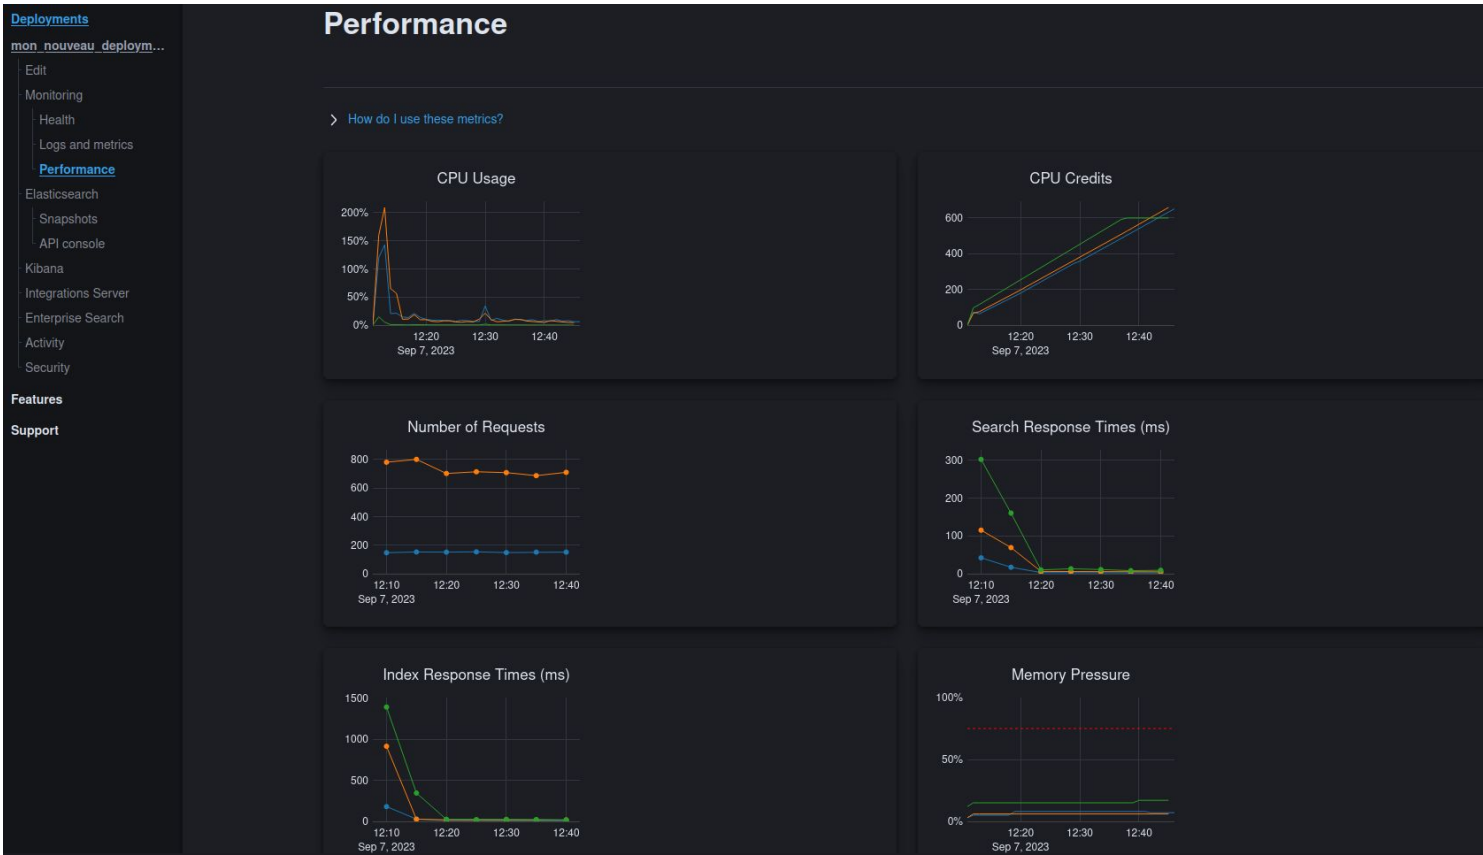 Deployments
mon_nouveau_deploym...
Edit
Monitoring
Health
Logs and metrics
Performance
Elasticsearch
Snapshots
API console
Kibana
Integrations Server
Enterprise Search
Activity
Security
Features
Support
Performance
How do I use these metrics?
CPU Usage
200%
150%
100%
50%
0%
12:20 12:30 12:40
Sep 7, 2023
CPU Credits
600
400
200
0
12:20 12:30 12:40
Sep 7, 2023
Number of Requests
800
600
400
200
0
12:10 12:20 12:30 12:40
Sep 7, 2023
Search Response Times (ms)
300
200
100
0
12:10 12:20 12:30 12:40
Sep 7, 2023
Index Response Times (ms)
1500
1000
500
0
12:10 12:20 12:30 12:40
Sep 7, 2023
Memory Pressure
100%
50%
0%
12:20 12:30 12:40
Sep 7, 2023